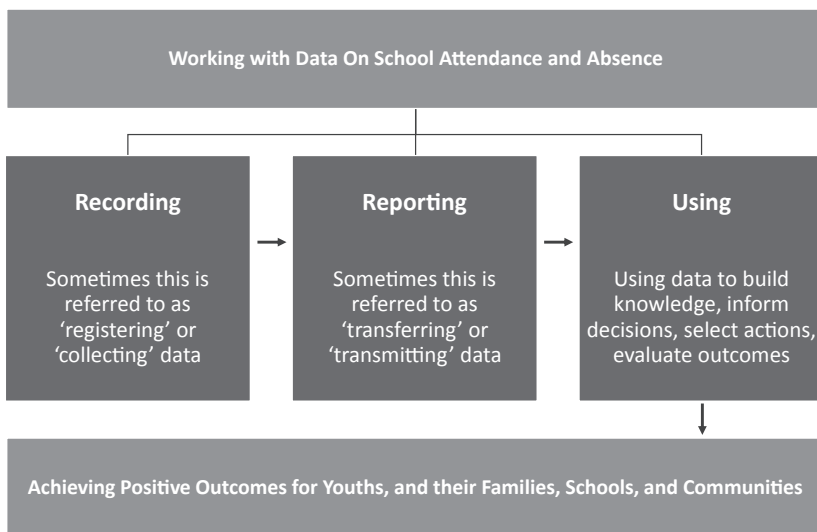 Working with Data On School Attendance and Absence
Recording
Sometimes this is
referred to as
‘registering’ or
‘collecting’ data
Reporting
Sometimes this is
referred to as
‘transferring’ or
‘transmitting’ data
Using
Using data to build
knowledge, inform
decisions, select actions,
evaluate outcomes
Achieving Positive Outcomes for Youths, and their Families, Schools, and Communities